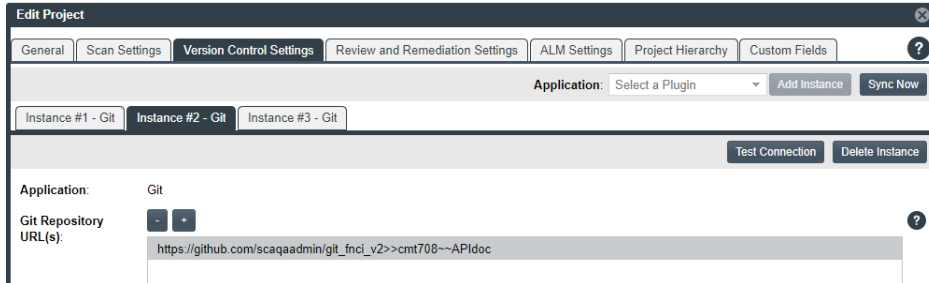 Edit Project
General Scan Settings Version Control Settings Review and Remediation Settings ALM Settings Project Hierarchy Custom Fields ?
Application: Select a Plugin Add Instance Sync Now
Instance #1 - Git Instance #2 - Git Instance #3 - Git
Test Connection Delete Instance
Application: Git
Git Repository URL(s): - + ?
https://github.com/scaqaadmin/git_fnci_v2>>cmt708~~APIdoc